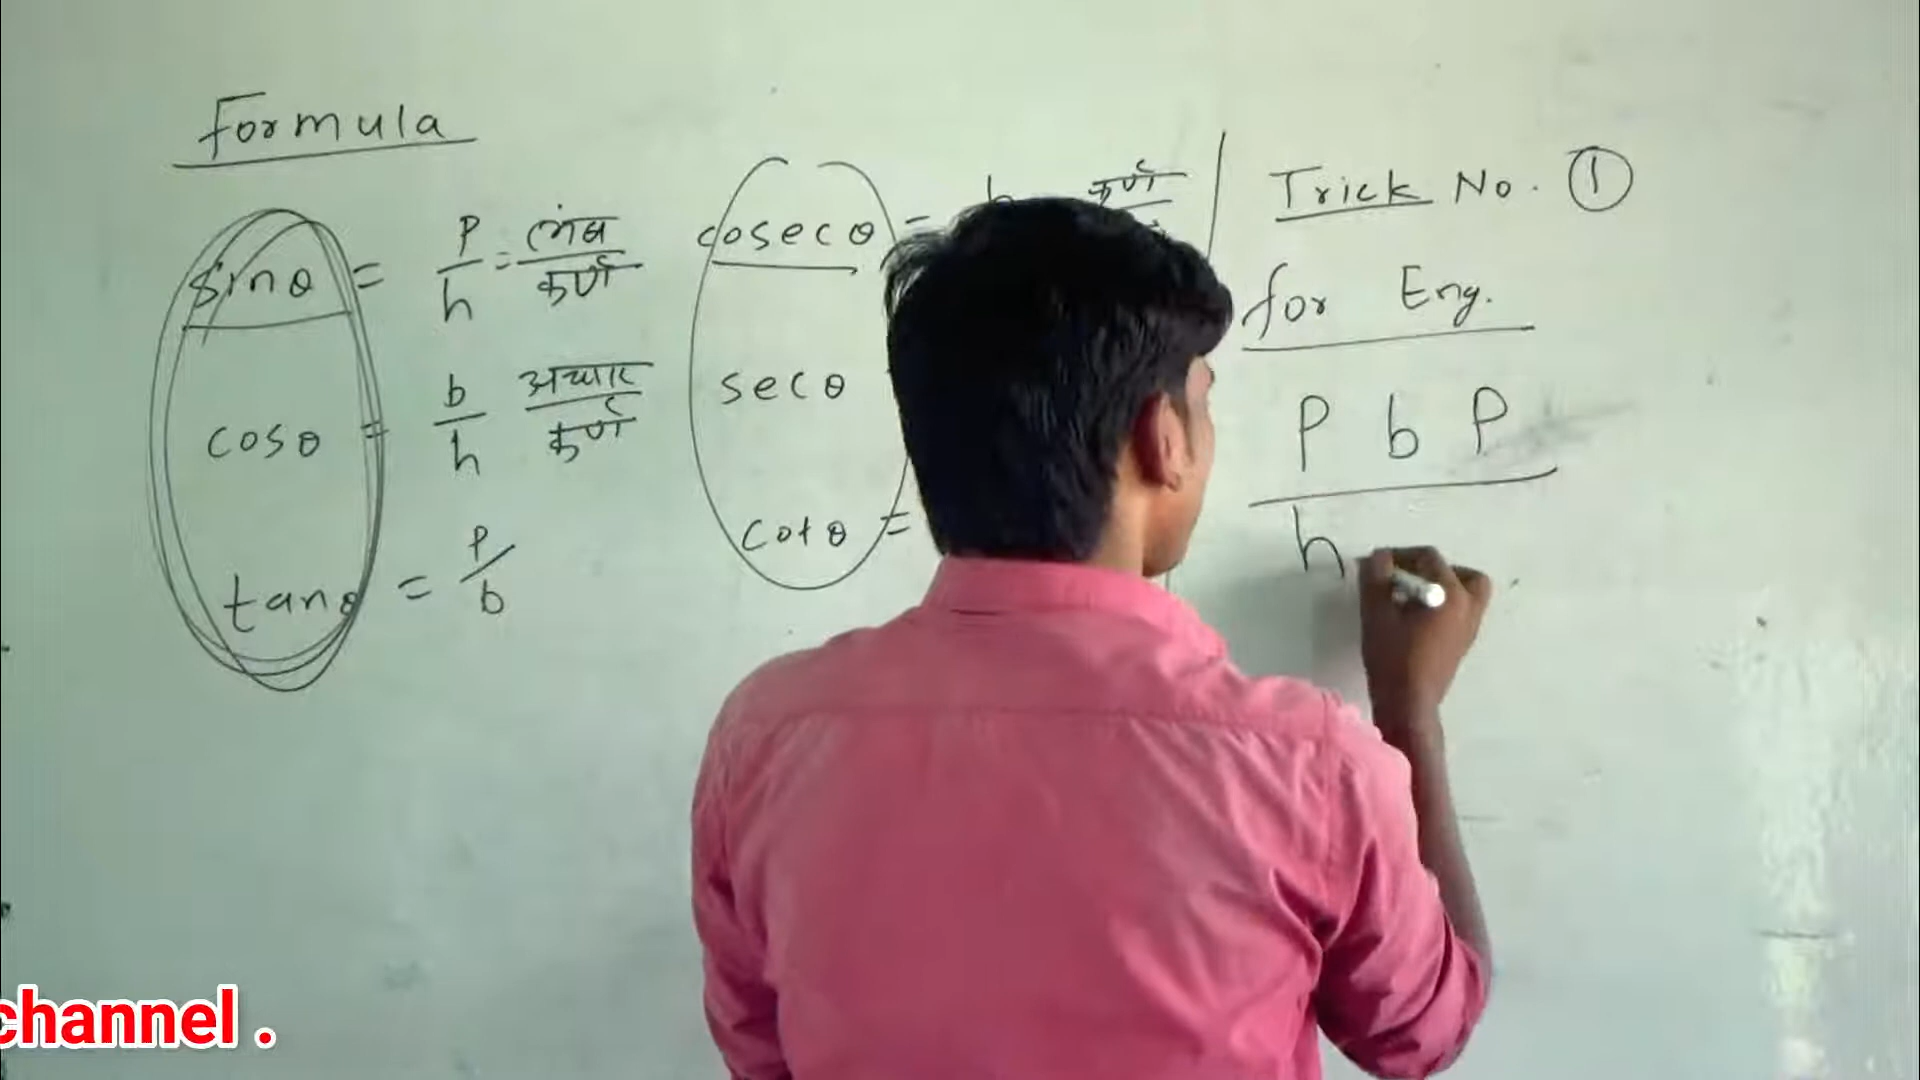 Formula
sinθ = p/h = लंब/कर्ण
cosθ = b/h आधार/कर्ण
tanθ = p/b
cosecθ = h कर्ण
secθ
cotθ =
Trick No. ①
for Eng.
P b P
h
channel .